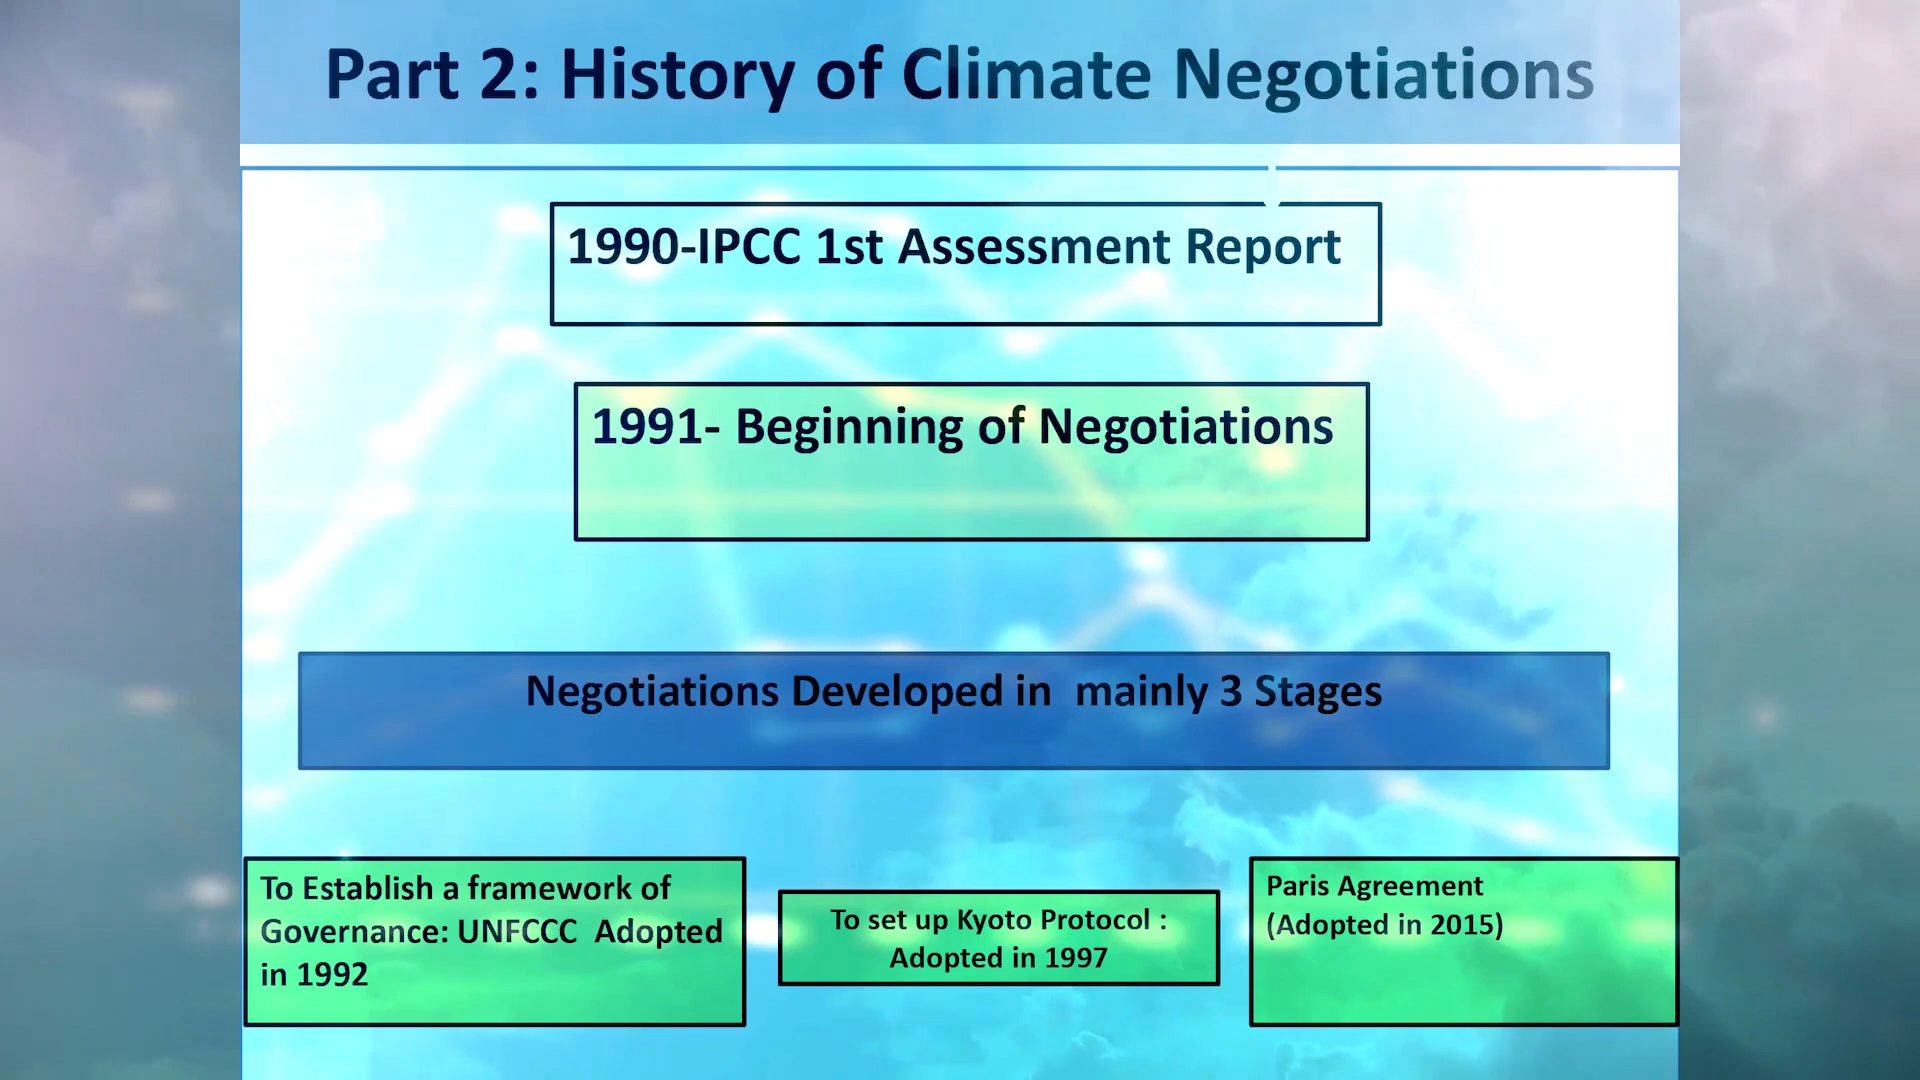 Part 2: History of Climate Negotiations
1990-IPCC 1st Assessment Report
1991- Beginning of Negotiations
Negotiations Developed in  mainly 3 Stages
To Establish a framework of
Governance: UNFCCC  Adopted
in 1992
To set up Kyoto Protocol :
Adopted in 1997
Paris Agreement
(Adopted in 2015)